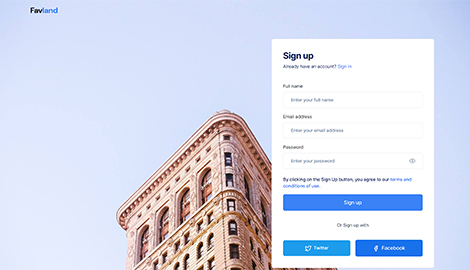 Favland
Sign up
Already have an account? Sign in
Full name
Enter your full name
Email address
Enter your email address
Password
Enter your password
By clicking on the Sign Up button, you agree to our terms and
conditions of use.
Sign up
Or Sign up with
Twitter
Facebook